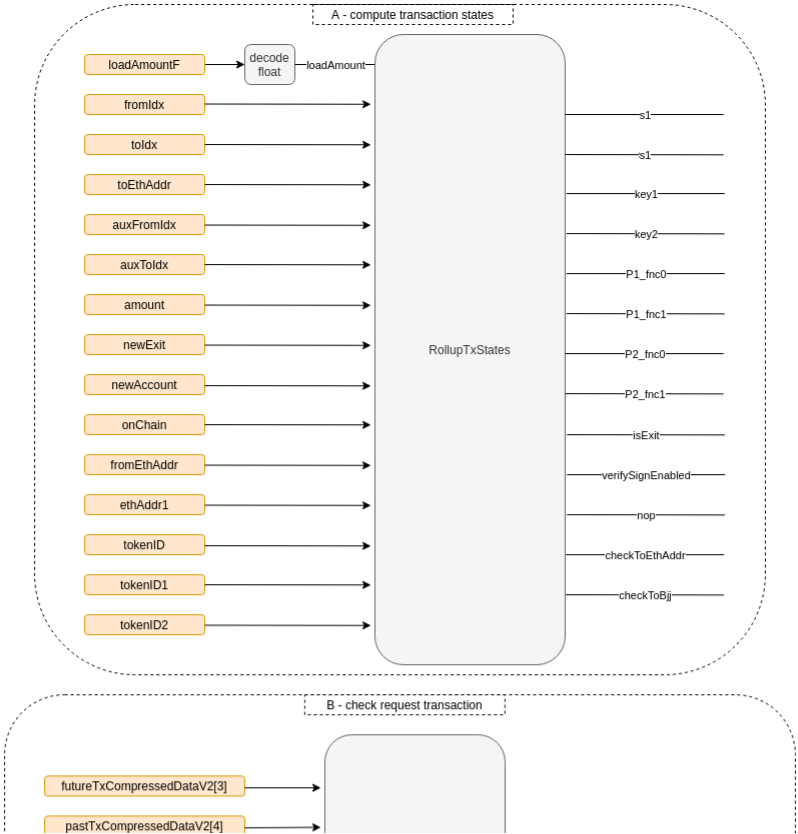 A - compute transaction states
loadAmountF
decode
float
loadAmount
fromIdx
toIdx
toEthAddr
auxFromIdx
auxToIdx
amount
newExit
newAccount
onChain
fromEthAddr
ethAddr1
tokenID
tokenID1
tokenID2
RollupTxStates
s1
s1
key1
key2
P1_fnc0
P1_fnc1
P2_fnc0
P2_fnc1
isExit
verifySignEnabled
nop
checkToEthAddr
checkToBjj
B - check request transaction
futureTxCompressedDataV2[3]
pastTxCompressedDataV2[4]